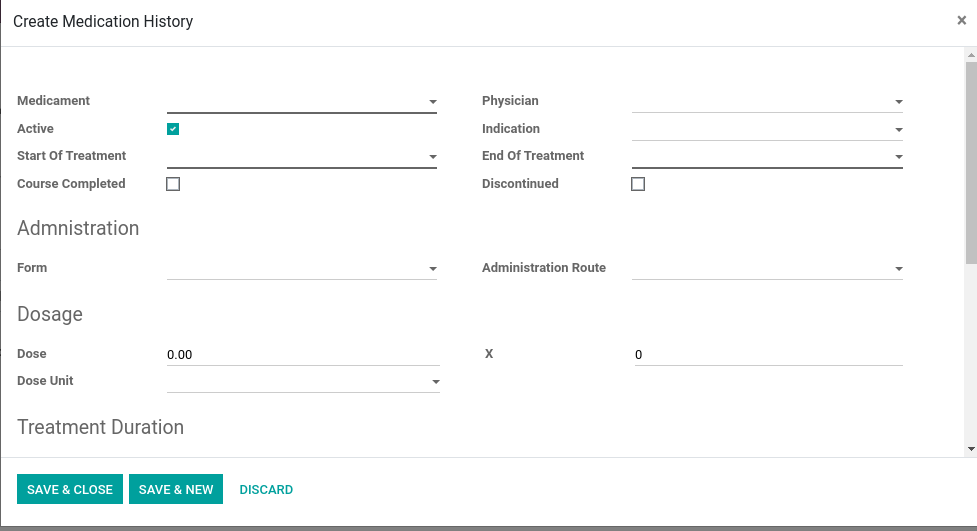 Create Medication History
×
Medicament
Physician
Active
Indication
Start Of Treatment
End Of Treatment
Course Completed
Discontinued
Admnistration
Form
Administration Route
Dosage
Dose 0.00
X 0
Dose Unit
Treatment Duration
SAVE & CLOSE SAVE & NEW DISCARD